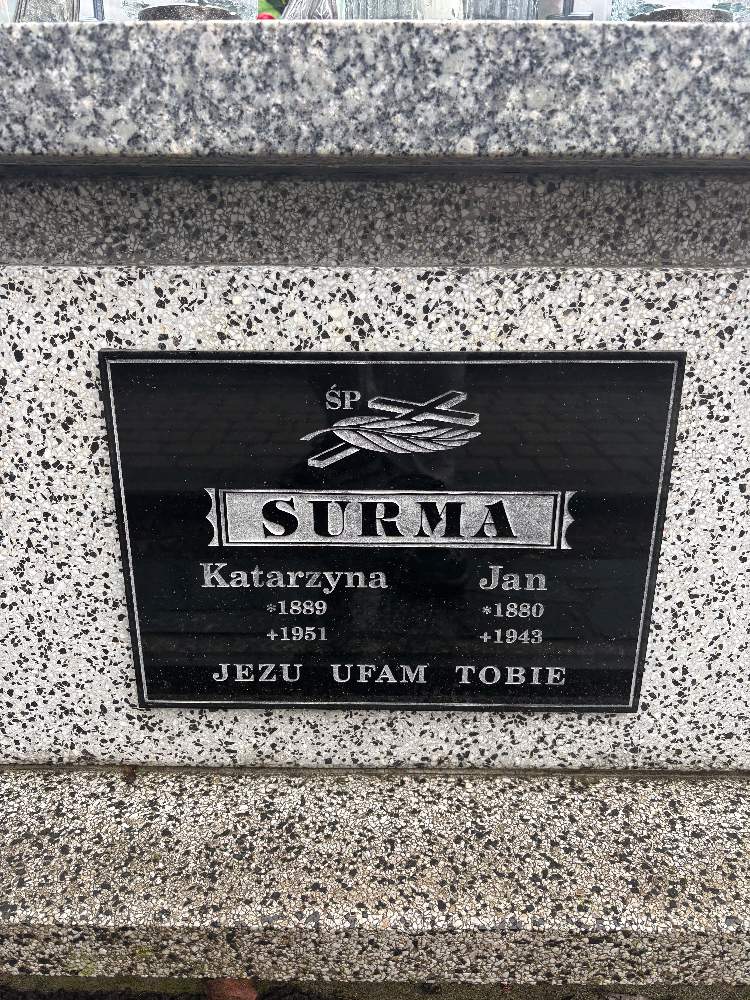 ŚP
SURMA
Katarzyna Jan
*1889 *1880
+1951 +1943
JEZU UFAM TOBIE